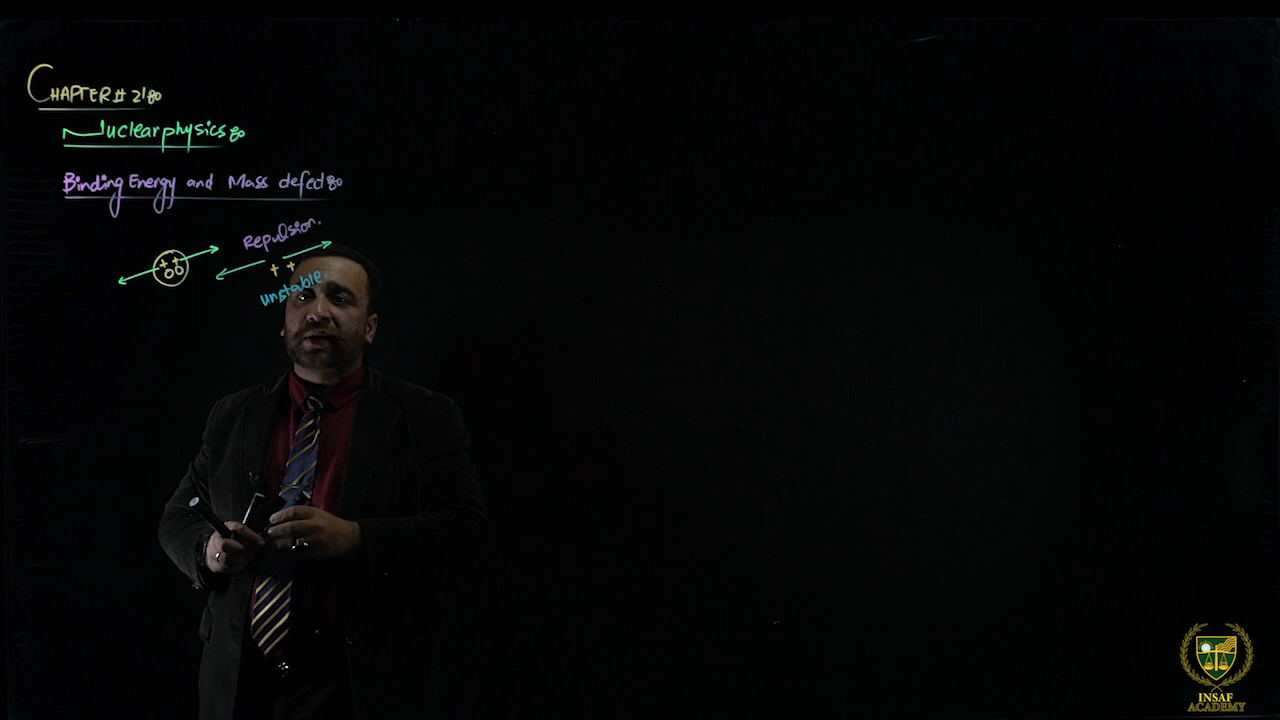 CHAPTER # 21:
Nuclear physics:
Binding Energy and Mass defect:
Repulsion.
++
++
unstable.
INSAF
ACADEMY